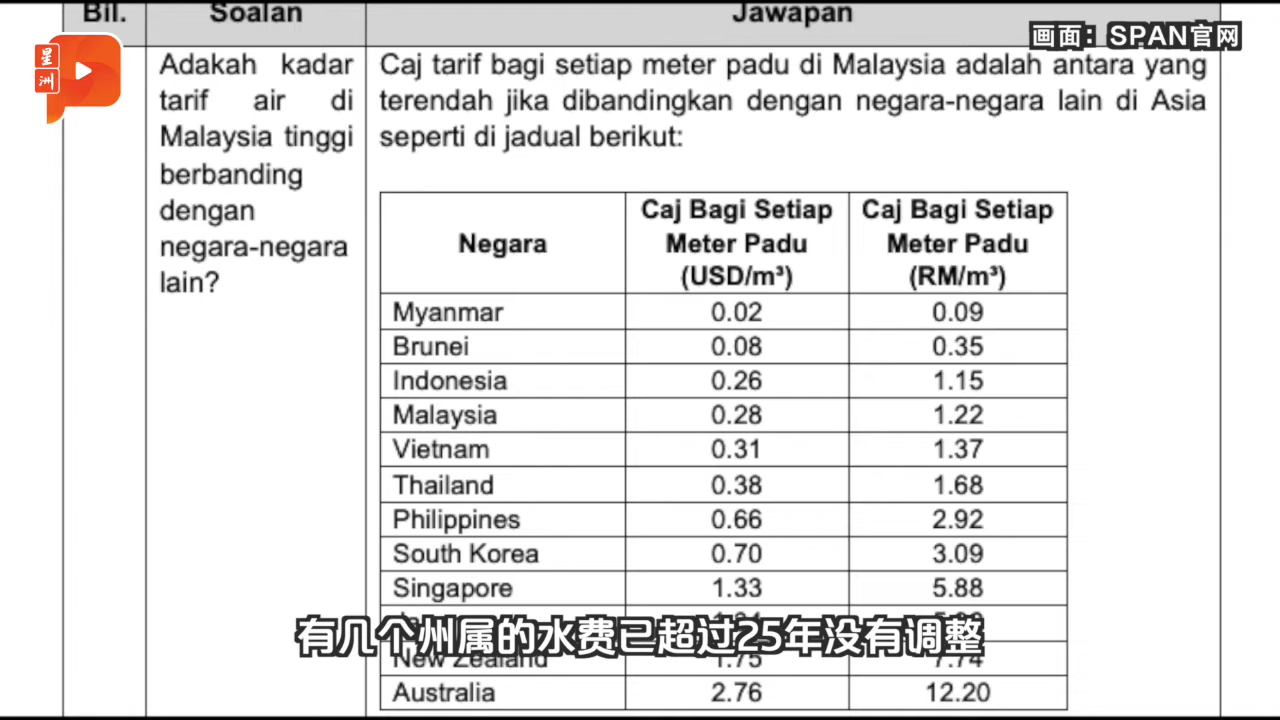 Bil.
Soalan
Jawapan
画面：SPAN官网
星洲
Adakah kadar
tarif air di
Malaysia tinggi
berbanding
dengan
negara-negara
lain?
Caj tarif bagi setiap meter padu di Malaysia adalah antara yang
terendah jika dibandingkan dengan negara-negara lain di Asia
seperti di jadual berikut:
Negara
Caj Bagi Setiap
Meter Padu
(USD/m³)
Caj Bagi Setiap
Meter Padu
(RM/m³)
Myanmar 0.02 0.09
Brunei 0.08 0.35
Indonesia 0.26 1.15
Malaysia 0.28 1.22
Vietnam 0.31 1.37
Thailand 0.38 1.68
Philippines 0.66 2.92
South Korea 0.70 3.09
Singapore 1.33 5.88
有几个州属的水费已超过25年没有调整
New Zealand 1.75 7.74
Australia 2.76 12.20